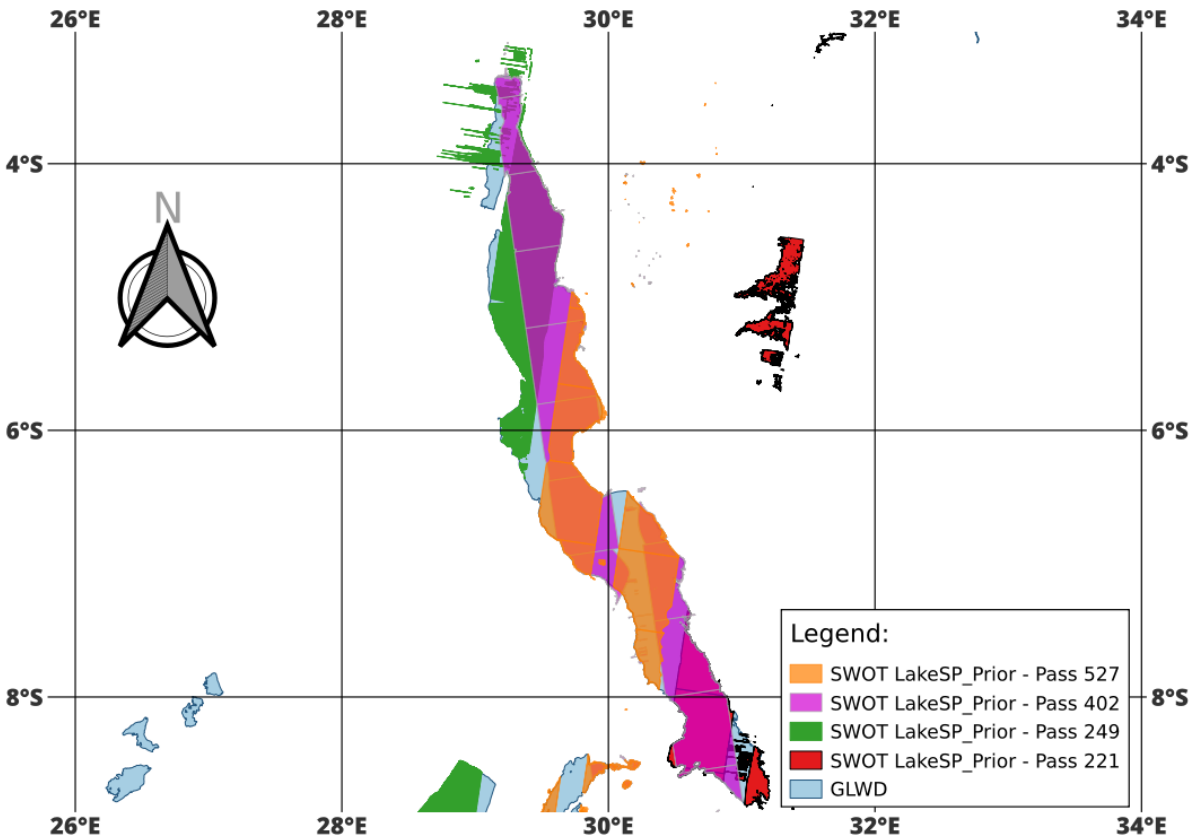 26°E 28°E 30°E 32°E 34°E
4°S 4°S
N
6°S 6°S
Legend:
SWOT LakeSP_Prior - Pass 527
8°S 8°S
SWOT LakeSP_Prior - Pass 402
SWOT LakeSP_Prior - Pass 249
SWOT LakeSP_Prior - Pass 221
GLWD
26°E 28°E 30°E 32°E 34°E